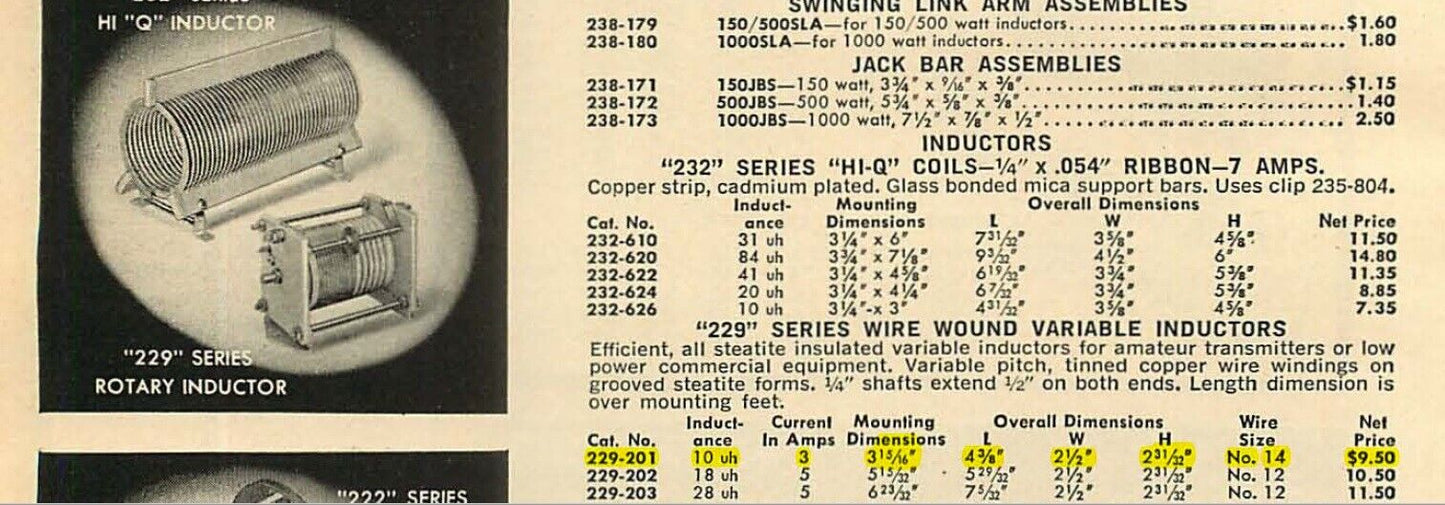 HI "Q" INDUCTOR
"229" SERIES
ROTARY INDUCTOR
"222" SERIES
SWINGING LINK ARM ASSEMBLIES
238-179 150/500SLA—for 150/500 watt inductors $1.60
238-180 1000SLA—for 1000 watt inductors 1.80
JACK BAR ASSEMBLIES
238-171 150JBS—150 watt, 3¾" x 9/16" x ⅜" $1.15
238-172 500JBS—500 watt, 5¾" x ⅝" x ⅜" 1.40
238-173 1000JBS—1000 watt, 7½" x ⅞" x ½" 2.50
INDUCTORS
"232" SERIES "HI-Q" COILS—¼" x .054" RIBBON—7 AMPS.
Copper strip, cadmium plated. Glass bonded mica support bars. Uses clip 235-804.
Induct- Mounting Overall Dimensions
Cat. No. ance Dimensions L W H Net Price
232-610 31 uh 3¼" x 6" 7 31/32" 3⅝" 4⅝" 11.50
232-620 84 uh 3¾" x 7⅛" 9 3/32" 4½" 6" 14.80
232-622 41 uh 3¼" x 4⅝" 6 19/32" 3¾" 5⅜" 11.35
232-624 20 uh 3¼" x 4¼" 6 7/32" 3¾" 5⅜" 8.85
232-626 10 uh 3¼"-x 3" 4 31/32" 3⅝" 4⅝" 7.35
"229" SERIES WIRE WOUND VARIABLE INDUCTORS
Efficient, all steatite insulated variable inductors for amateur transmitters or low
power commercial equipment. Variable pitch, tinned copper wire windings on
grooved steatite forms. ¼" shafts extend ½" on both ends. Length dimension is
over mounting feet.
Induct- Current Mounting Overall Dimensions Wire Net
Cat. No. ance In Amps Dimensions L W H Size Price
229-201 10 uh 3 3 15/16" 4⅜" 2½" 2 31/32" No. 14 $9.50
229-202 18 uh 5 5 15/32" 5 29/32" 2½" 2 31/32" No. 12 10.50
229-203 28 uh 5 6 23/32" 7 5/32" 2½" 2 31/32" No. 12 11.50